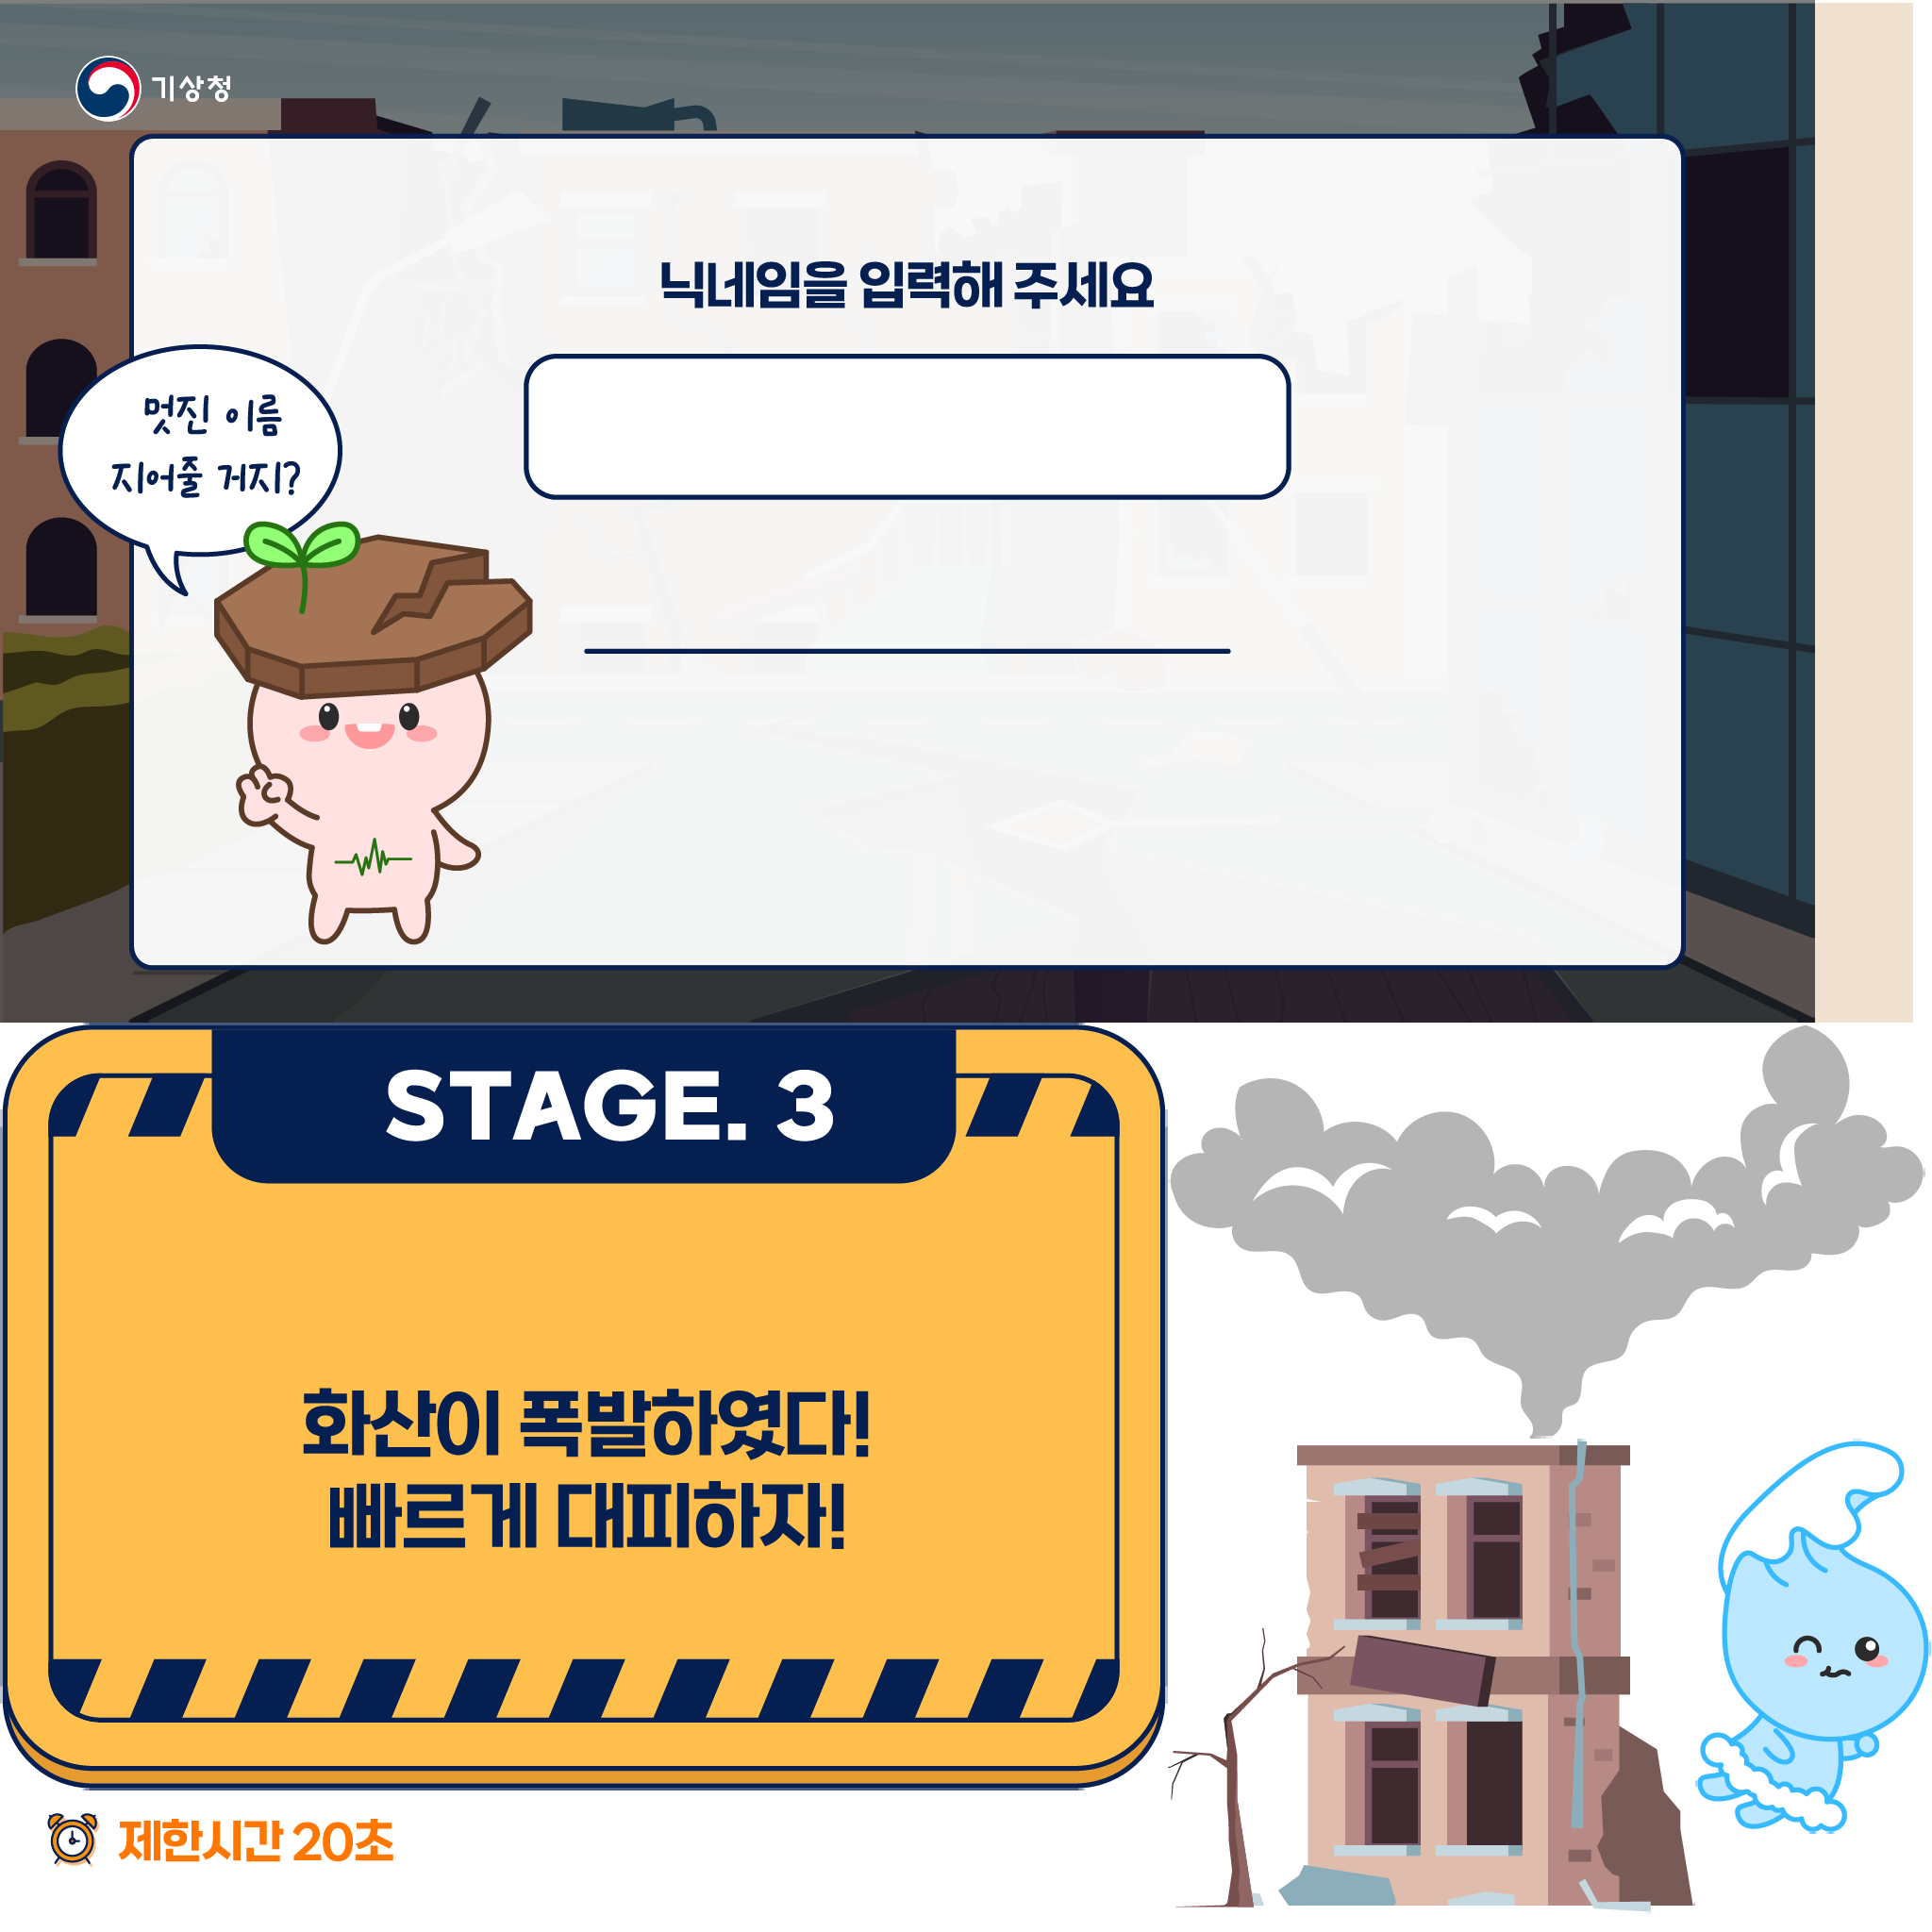 기상청
닉네임을 입력해 주세요
멋진 이름
지어줄 거지?
STAGE. 3
화산이 폭발하였다!
빠르게 대피하자!
제한시간 20초